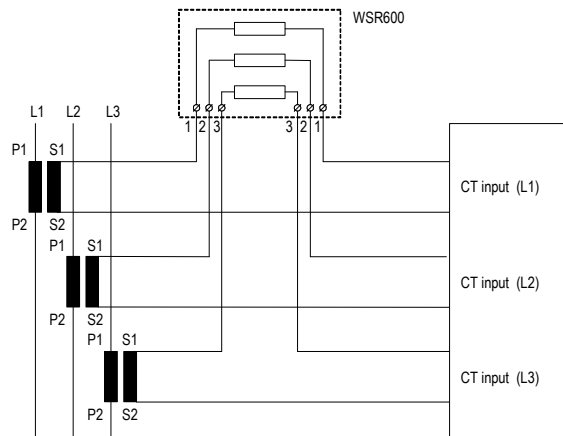 WSR600
L1 L2 L3
1 2 3 3 2 1
P1 S1
CT input (L1)
P2 S2
P1 S1
CT input (L2)
P2 S2
P1 S1
CT input (L3)
P2 S2